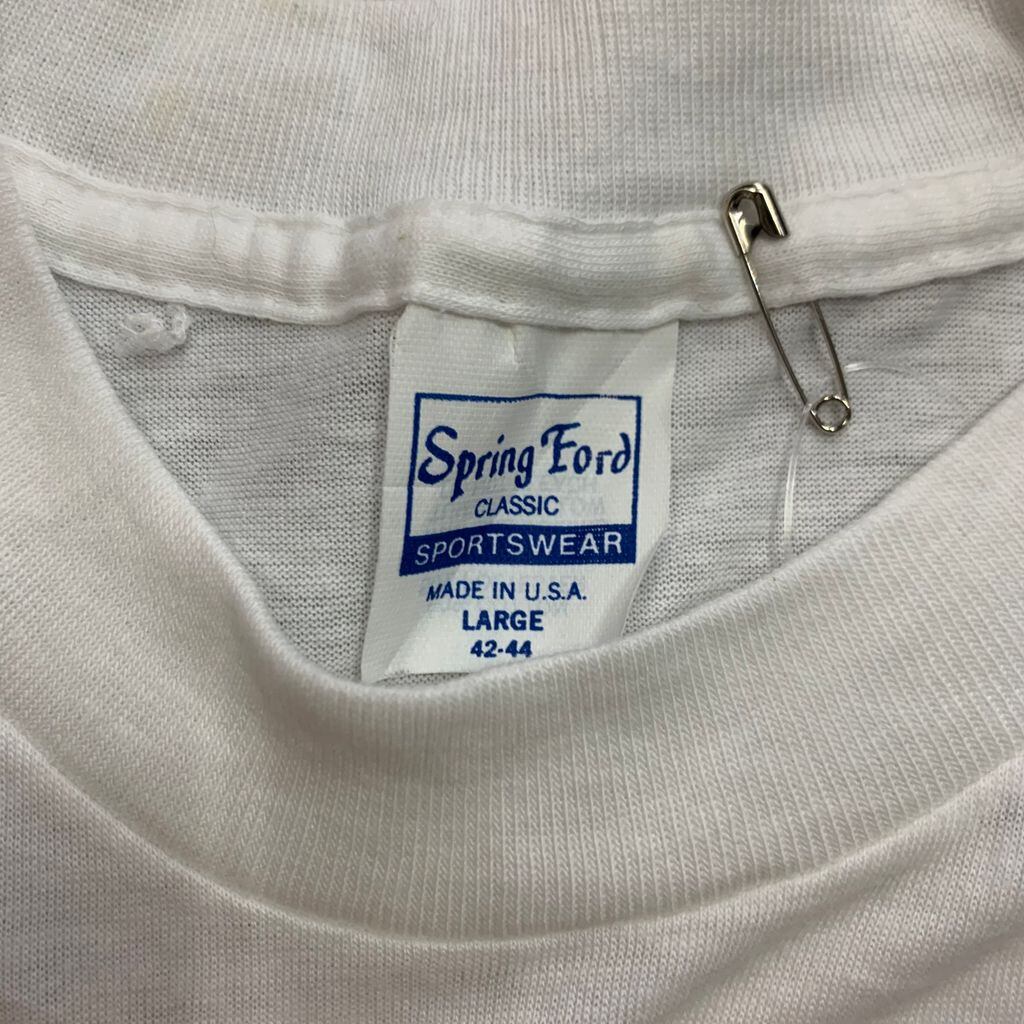 Spring Ford
CLASSIC
SPORTSWEAR
MADE IN U.S.A.
LARGE
42-44